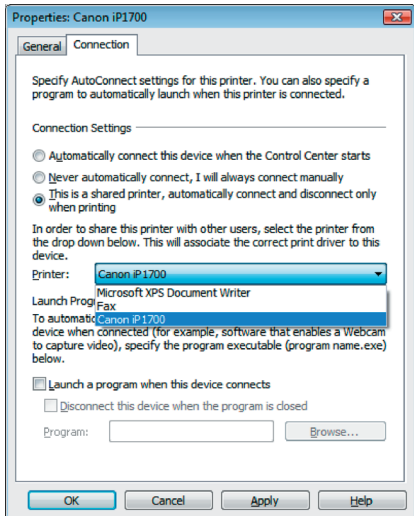 Properties: Canon iP1700
General Connection
Specify AutoConnect settings for this printer. You can also specify a
program to automatically launch when this printer is connected.
Connection Settings
Automatically connect this device when the Control Center starts
Never automatically connect, I will always connect manually
This is a shared printer, automatically connect and disconnect only
when printing
In order to share this printer with other users, select the printer from
the drop down below. This will associate the correct print driver to this
device.
Printer: Canon iP1700
Microsoft XPS Document Writer
Launch Prog
Fax
To automatic
Canon iP1700
device when connected (for example, software that enables a Webcam
to capture video), specify the program executable (program name.exe)
below.
Launch a program when this device connects
Disconnect this device when the program is closed
Program: Browse...
OK Cancel Apply Help